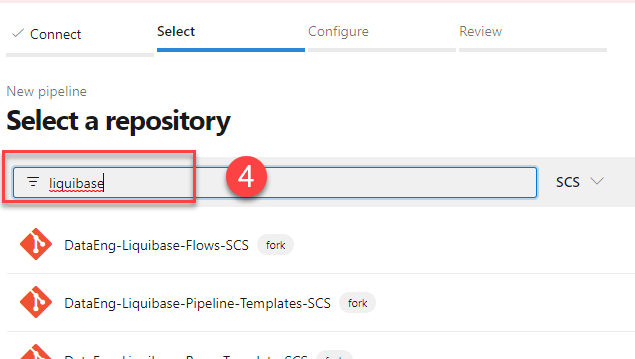 Connect Select Configure Review
New pipeline
Select a repository
liquibase 4 SCS
DataEng-Liquibase-Flows-SCS fork
DataEng-Liquibase-Pipeline-Templates-SCS fork